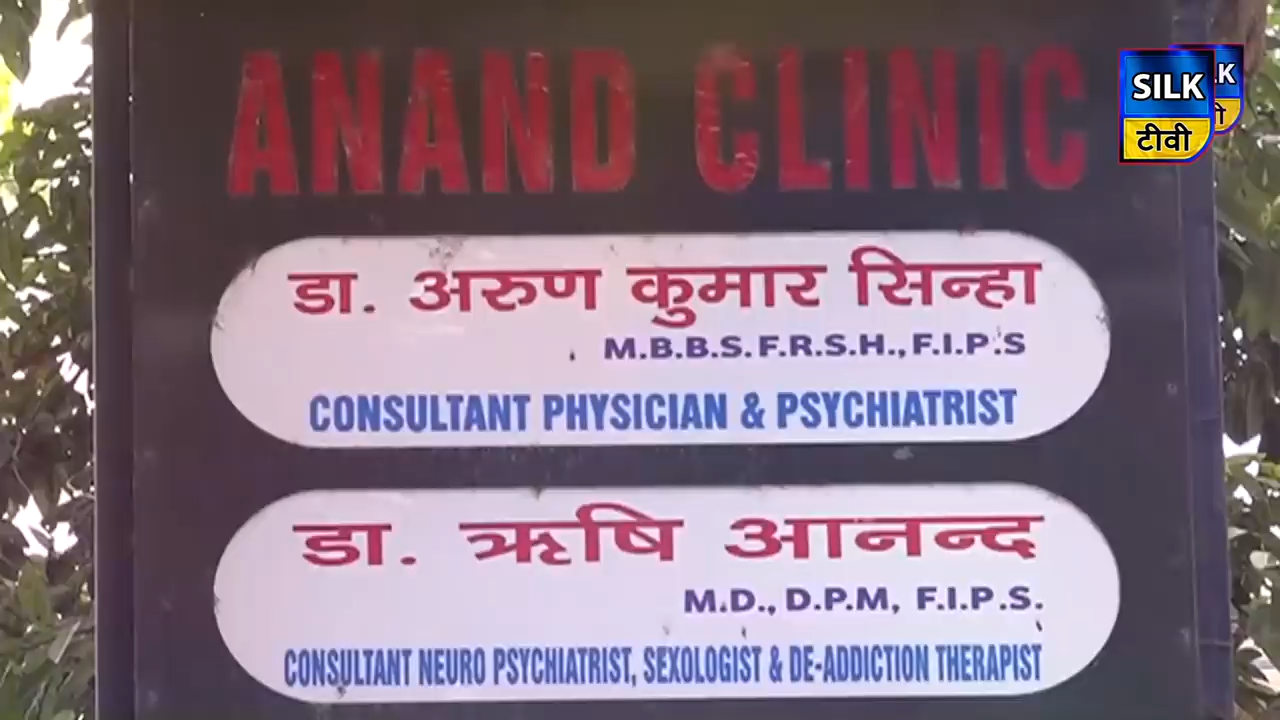 ANAND CLINIC
SILK
टीवी
डा. अरुण कुमार सिन्हा
M.B.B.S. F.R.S.H., F.I.P.S
CONSULTANT PHYSICIAN & PSYCHIATRIST
डा. ऋषि आनन्द
M.D., D.P.M, F.I.P.S.
CONSULTANT NEURO PSYCHIATRIST, SEXOLOGIST & DE-ADDICTION THERAPIST